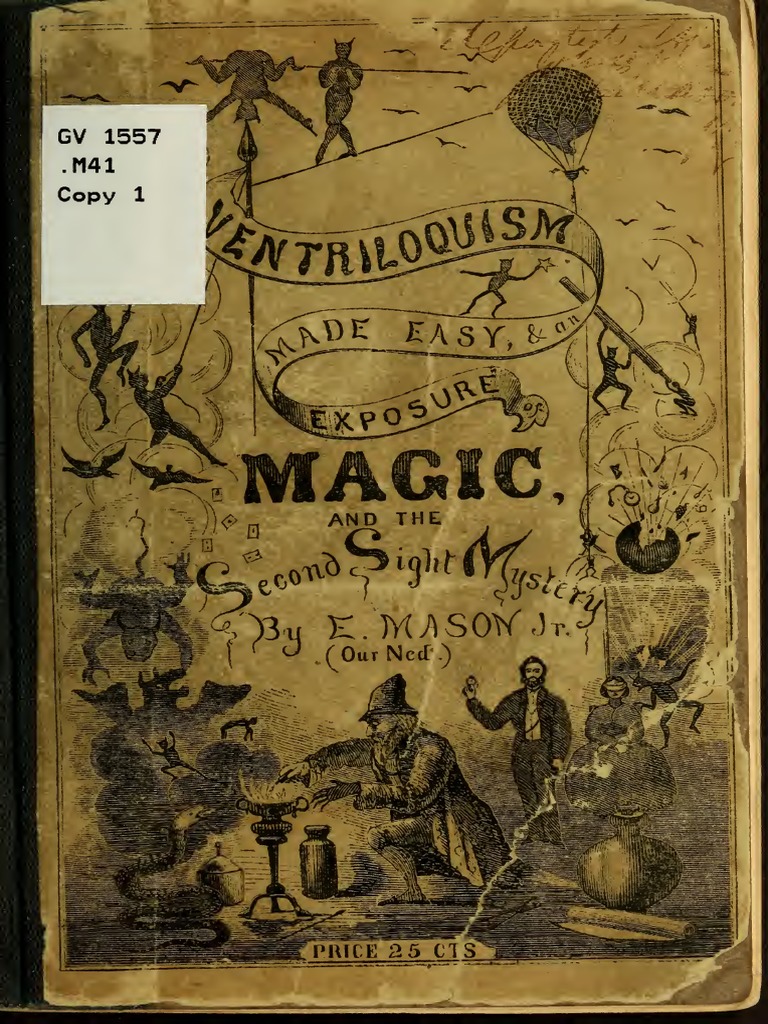 GV 1557
.M41
Copy 1
VENTRILOQUISM
MADE EASY, & an
EXPOSURE
MAGIC,
AND THE
Second Sight Mystery
By E. MASON Jr.
(Our Ned.)
PRICE 25 CTS